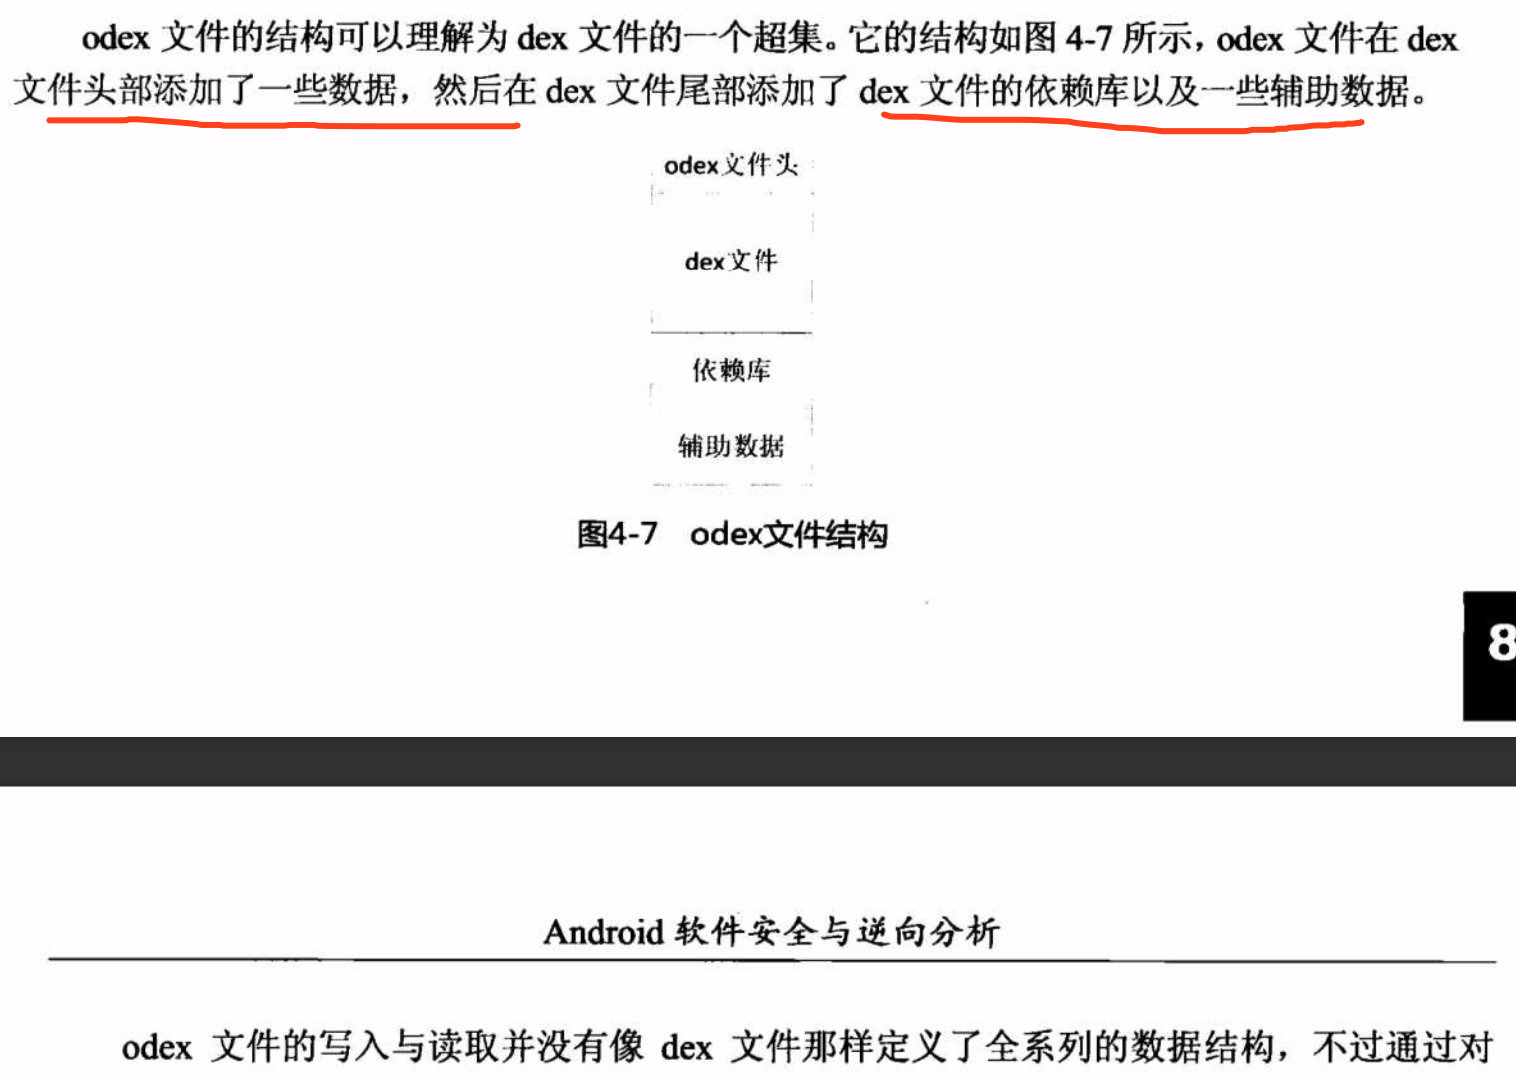 odex 文件的结构可以理解为 dex 文件的一个超集。它的结构如图 4-7 所示，odex 文件在 dex
文件头部添加了一些数据，然后在 dex 文件尾部添加了 dex 文件的依赖库以及一些辅助数据。
odex文件头
dex文件
依赖库
辅助数据
图4-7 odex文件结构
8
Android 软件安全与逆向分析
odex 文件的写入与读取并没有像 dex 文件那样定义了全系列的数据结构，不过通过对